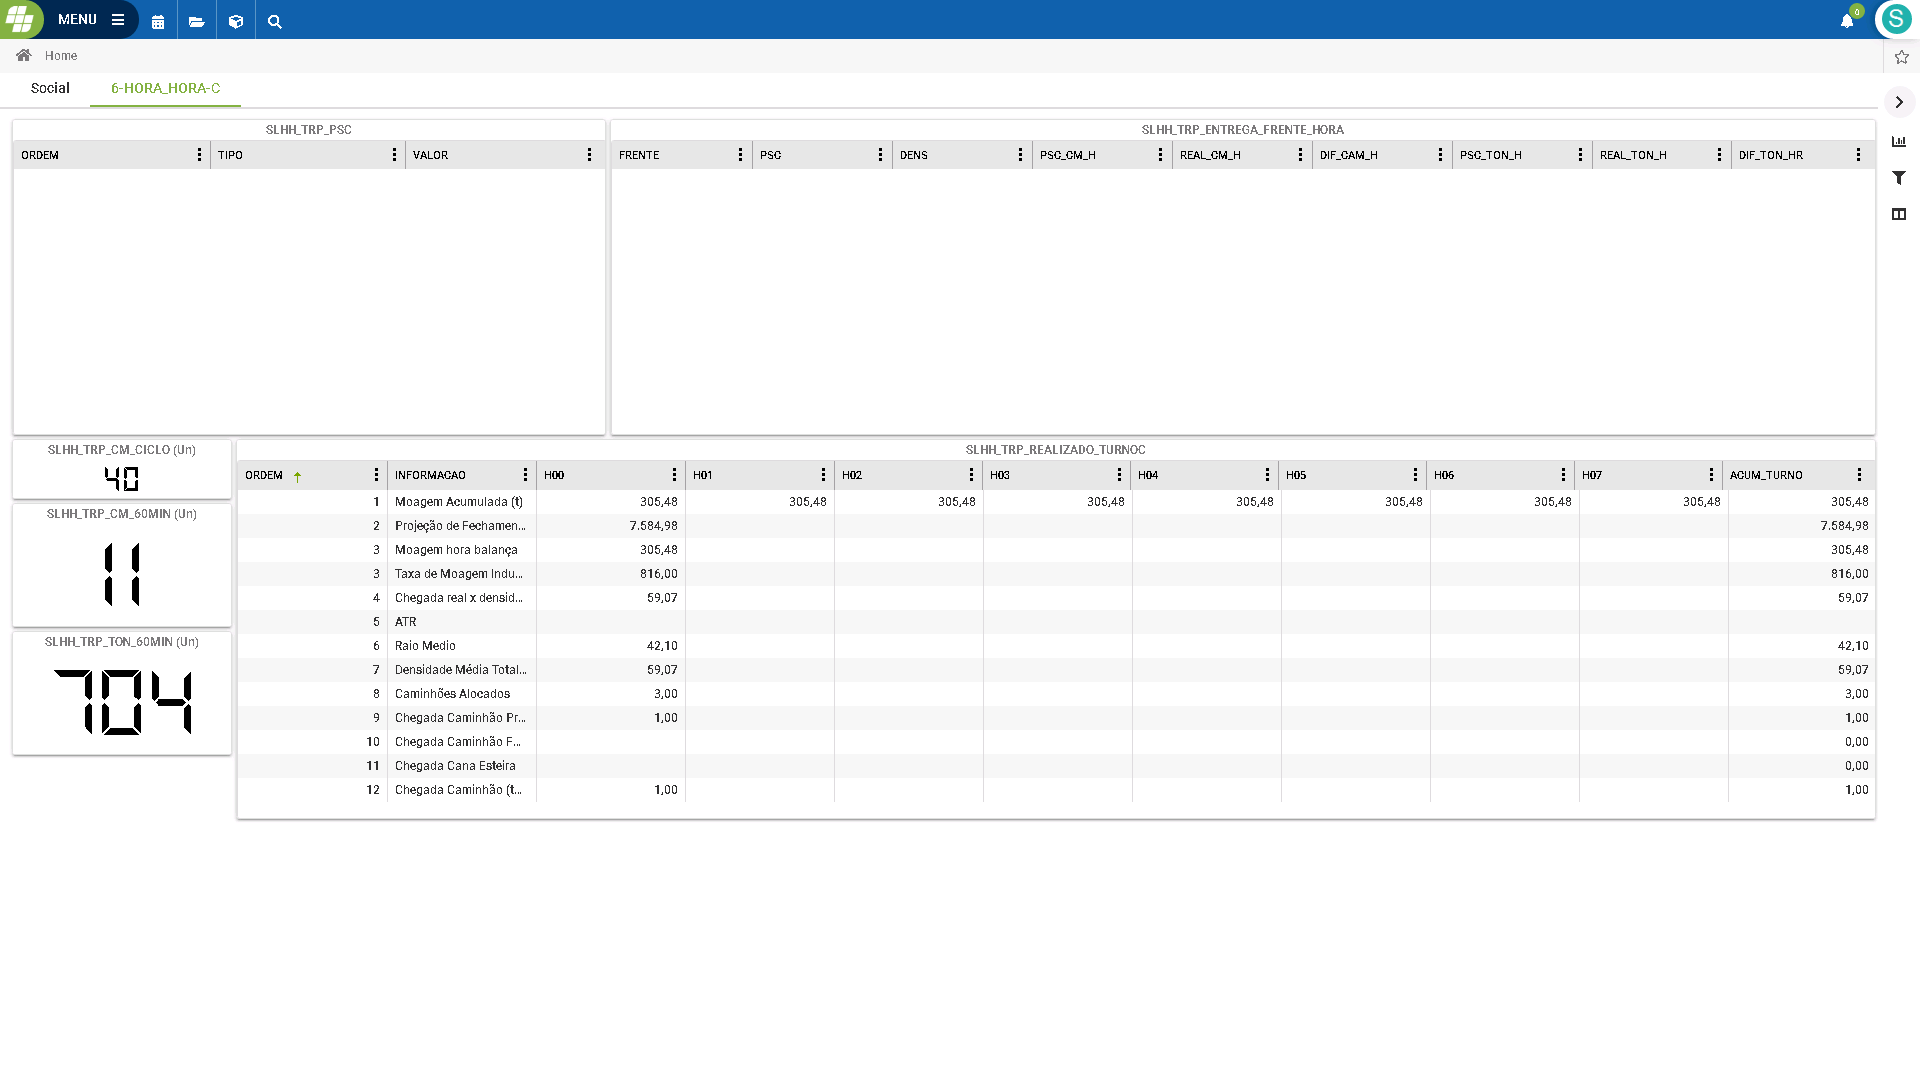 MENU
0
S
Home
Social 6-HORA_HORA-C
SLHH_TRP_PSC
ORDEM TIPO VALOR
SLHH_TRP_ENTREGA_FRENTE_HORA
FRENTE PSC DENS PSC_CM_H REAL_CM_H DIF_CAM_H PSC_TON_H REAL_TON_H DIF_TON_HR
SLHH_TRP_CM_CICLO (Un)
40
SLHH_TRP_CM_60MIN (Un)
11
SLHH_TRP_TON_60MIN (Un)
704
SLHH_TRP_REALIZADO_TURNOC
ORDEM INFORMACAO H00 H01 H02 H03 H04 H05 H06 H07 ACUM_TURNO
1 Moagem Acumulada (t) 305,48 305,48 305,48 305,48 305,48 305,48 305,48 305,48 305,48
2 Projeção de Fechamen... 7.584,98 7.584,98
3 Moagem hora balança 305,48 305,48
3 Taxa de Moagem Indu... 816,00 816,00
4 Chegada real x densid... 59,07 59,07
5 ATR
6 Raio Medio 42,10 42,10
7 Densidade Média Total... 59,07 59,07
8 Caminhões Alocados 3,00 3,00
9 Chegada Caminhão Pr... 1,00 1,00
10 Chegada Caminhão F... 0,00
11 Chegada Cana Esteira 0,00
12 Chegada Caminhão (t... 1,00 1,00